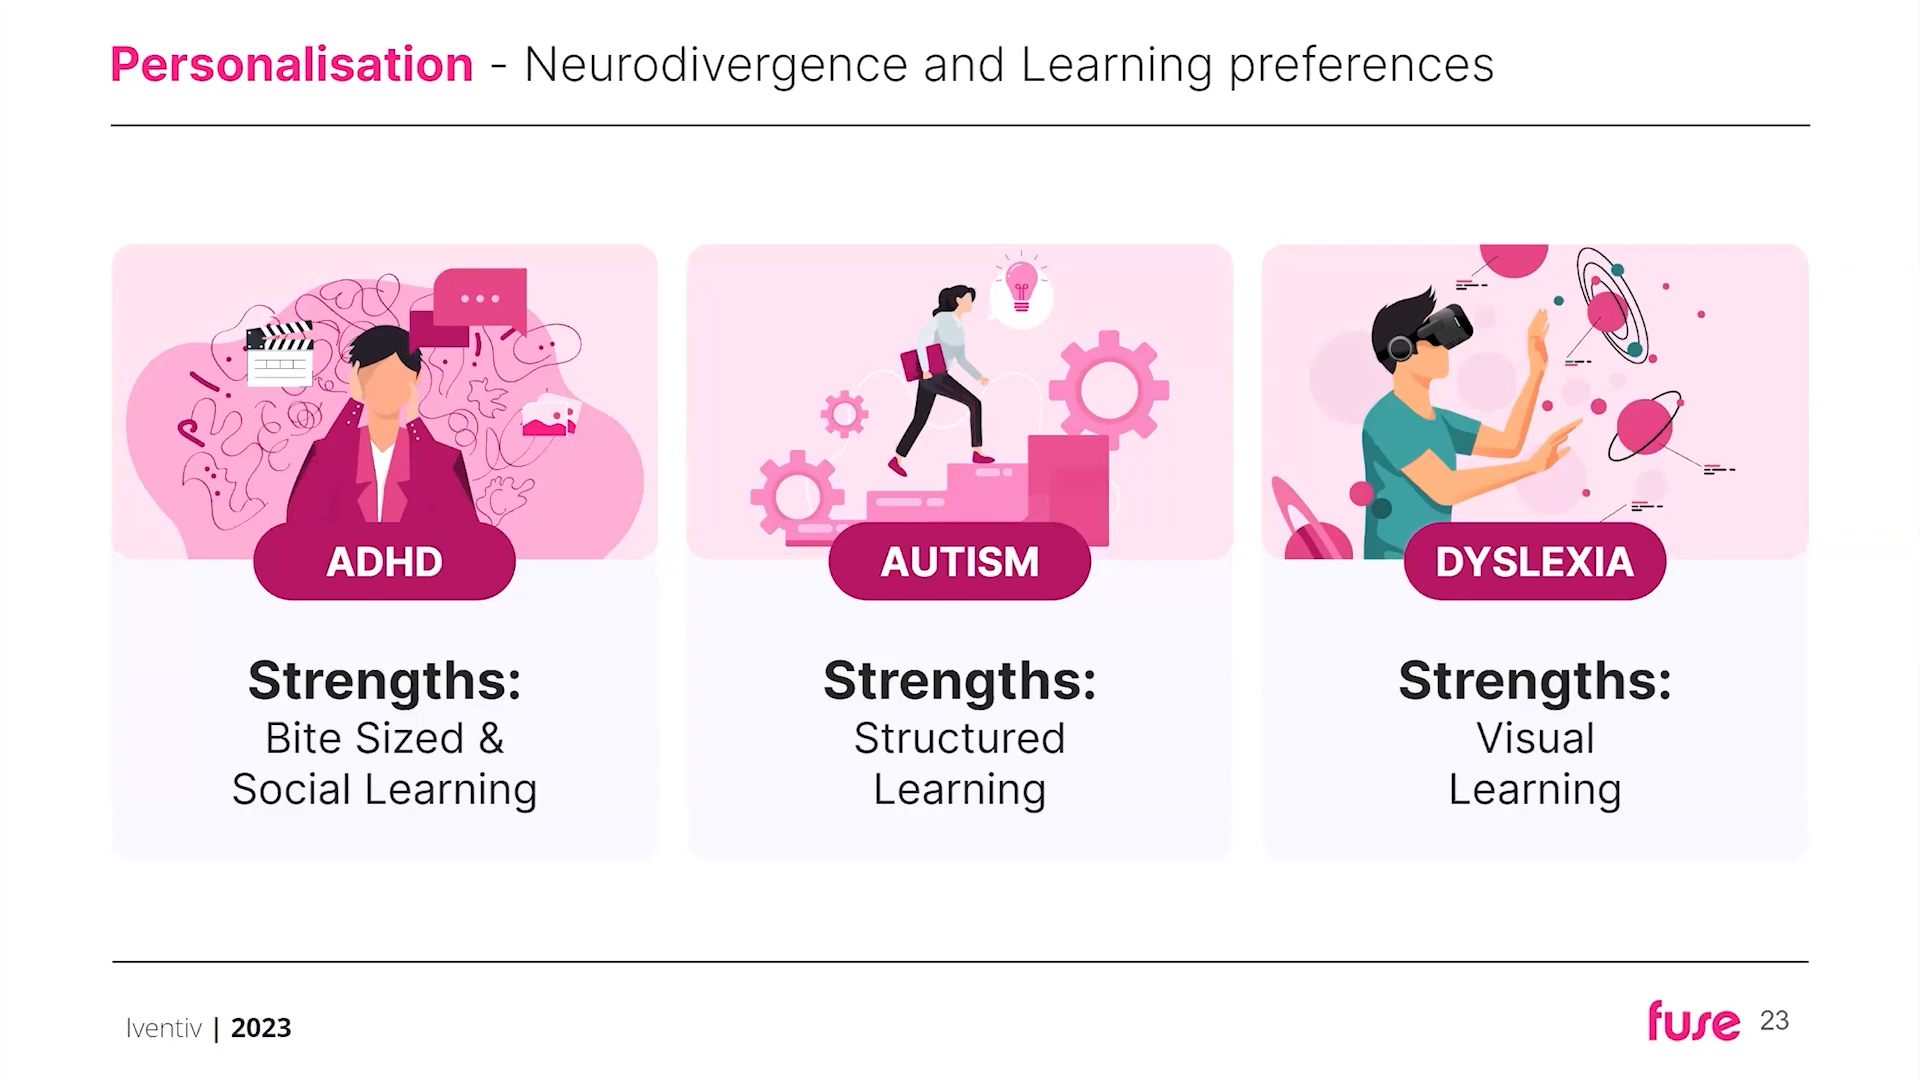 Personalisation - Neurodivergence and Learning preferences
ADHD
Strengths:
Bite Sized &
Social Learning
AUTISM
Strengths:
Structured
Learning
DYSLEXIA
Strengths:
Visual
Learning
Iventiv | 2023
fuse 23